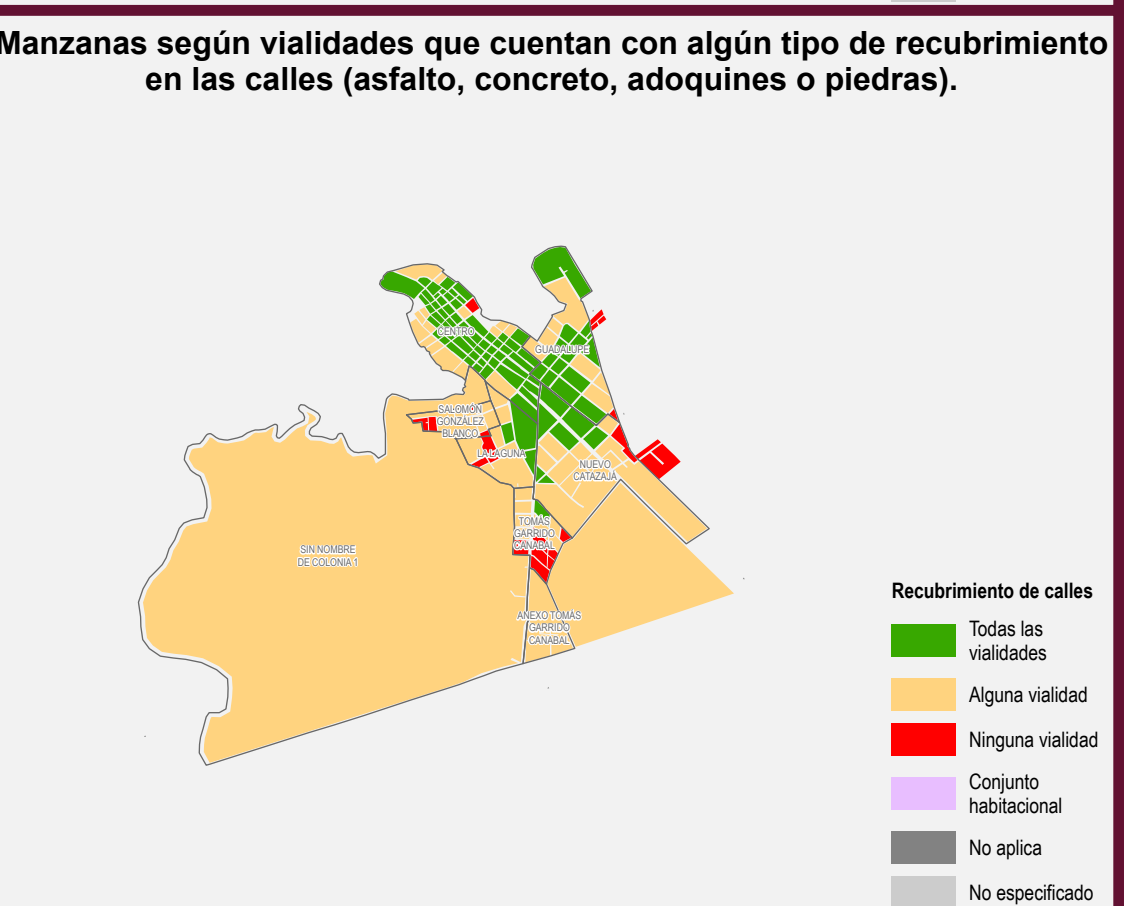 Manzanas según vialidades que cuentan con algún tipo de recubrimiento
en las calles (asfalto, concreto, adoquines o piedras).
CENTRO
GUADALUPE
SALOMÓN
GONZÁLEZ
BLANCO
LA LAGUNA
NUEVO
CATAZAJÁ
TOMÁS
GARRIDO
CANABAL
SIN NOMBRE
DE COLONIA 1
ANEXO TOMÁS
GARRIDO
CANABAL
Recubrimiento de calles
Todas las
vialidades
Alguna vialidad
Ninguna vialidad
Conjunto
habitacional
No aplica
No especificado